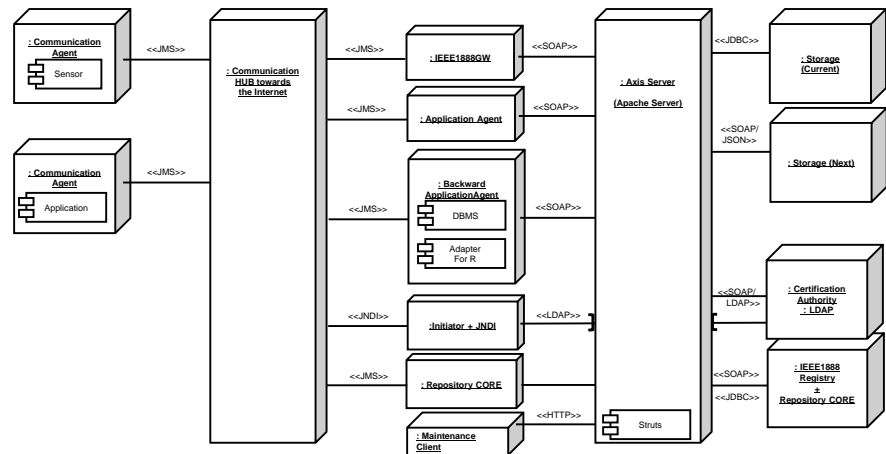 : Communication
Agent
Sensor
<<JMS>>
: Communication
Agent
Application
<<JMS>>
: Communication
HUB towards
the Internet
<<JMS>>
: IEEE1888GW
<<SOAP>>
<<JMS>>
: Application Agent
<<SOAP>>
<<JMS>>
: Backward
ApplicationAgent
DBMS
Adapter
For R
<<SOAP>>
<<JNDI>>
:Initiator + JNDI
<<LDAP>>
<<JMS>>
: Repository CORE
: Maintenance
Client
<<HTTP>>
: Axis Server
(Apache Server)
Struts
<<JDBC>>
: Storage
(Current)
<<SOAP/
JSON>>
: Storage (Next)
<<SOAP/
LDAP>>
: Certification
Authority
: LDAP
<<SOAP>>
<<JDBC>>
: IEEE1888
Registry
+
Repository CORE